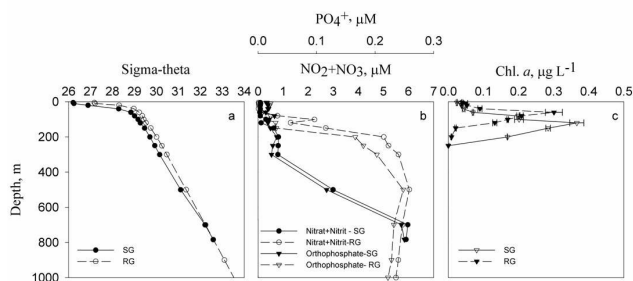 PO₄⁺, µM
0.0 0.1 0.2 0.3
Sigma-theta
NO₂+NO₃, µM
Chl. a, µg L⁻¹
26 27 28 29 30 31 32 33 34
0 1 2 3 4 5 6 7
0.0 0.1 0.2 0.3 0.4 0.5
Depth, m
0
200
400
600
800
1000
a
b
c
SG
RG
Nitrat+Nitrit - SG
Nitrat+Nitrit-RG
Orthophosphate-SG
Orthophosphate- RG
SG
RG